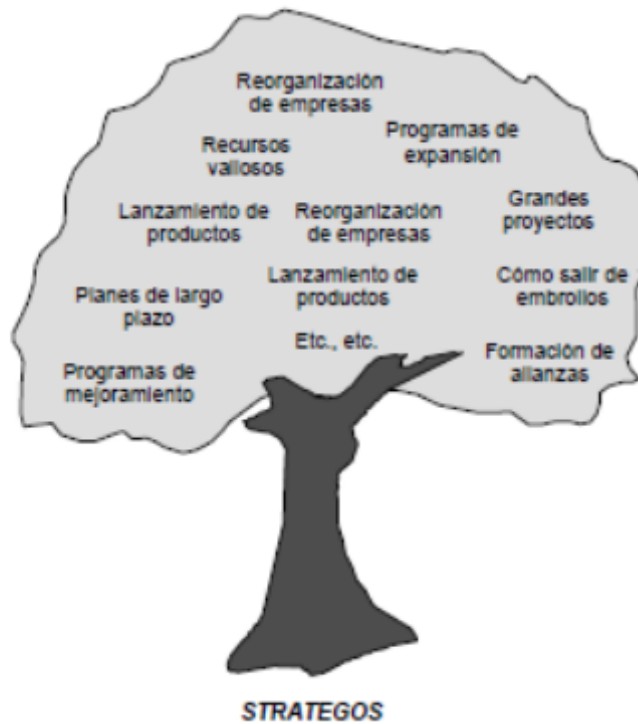 Reorganización
de empresas
Programas de
expansión
Recursos
valiosos
Grandes
proyectos
Lanzamiento de
productos
Reorganización
de empresas
Cómo salir de
embrollos
Lanzamiento de
productos
Planes de largo
plazo
Etc., etc.
Formación de
alianzas
Programas de
mejoramiento
STRATEGOS